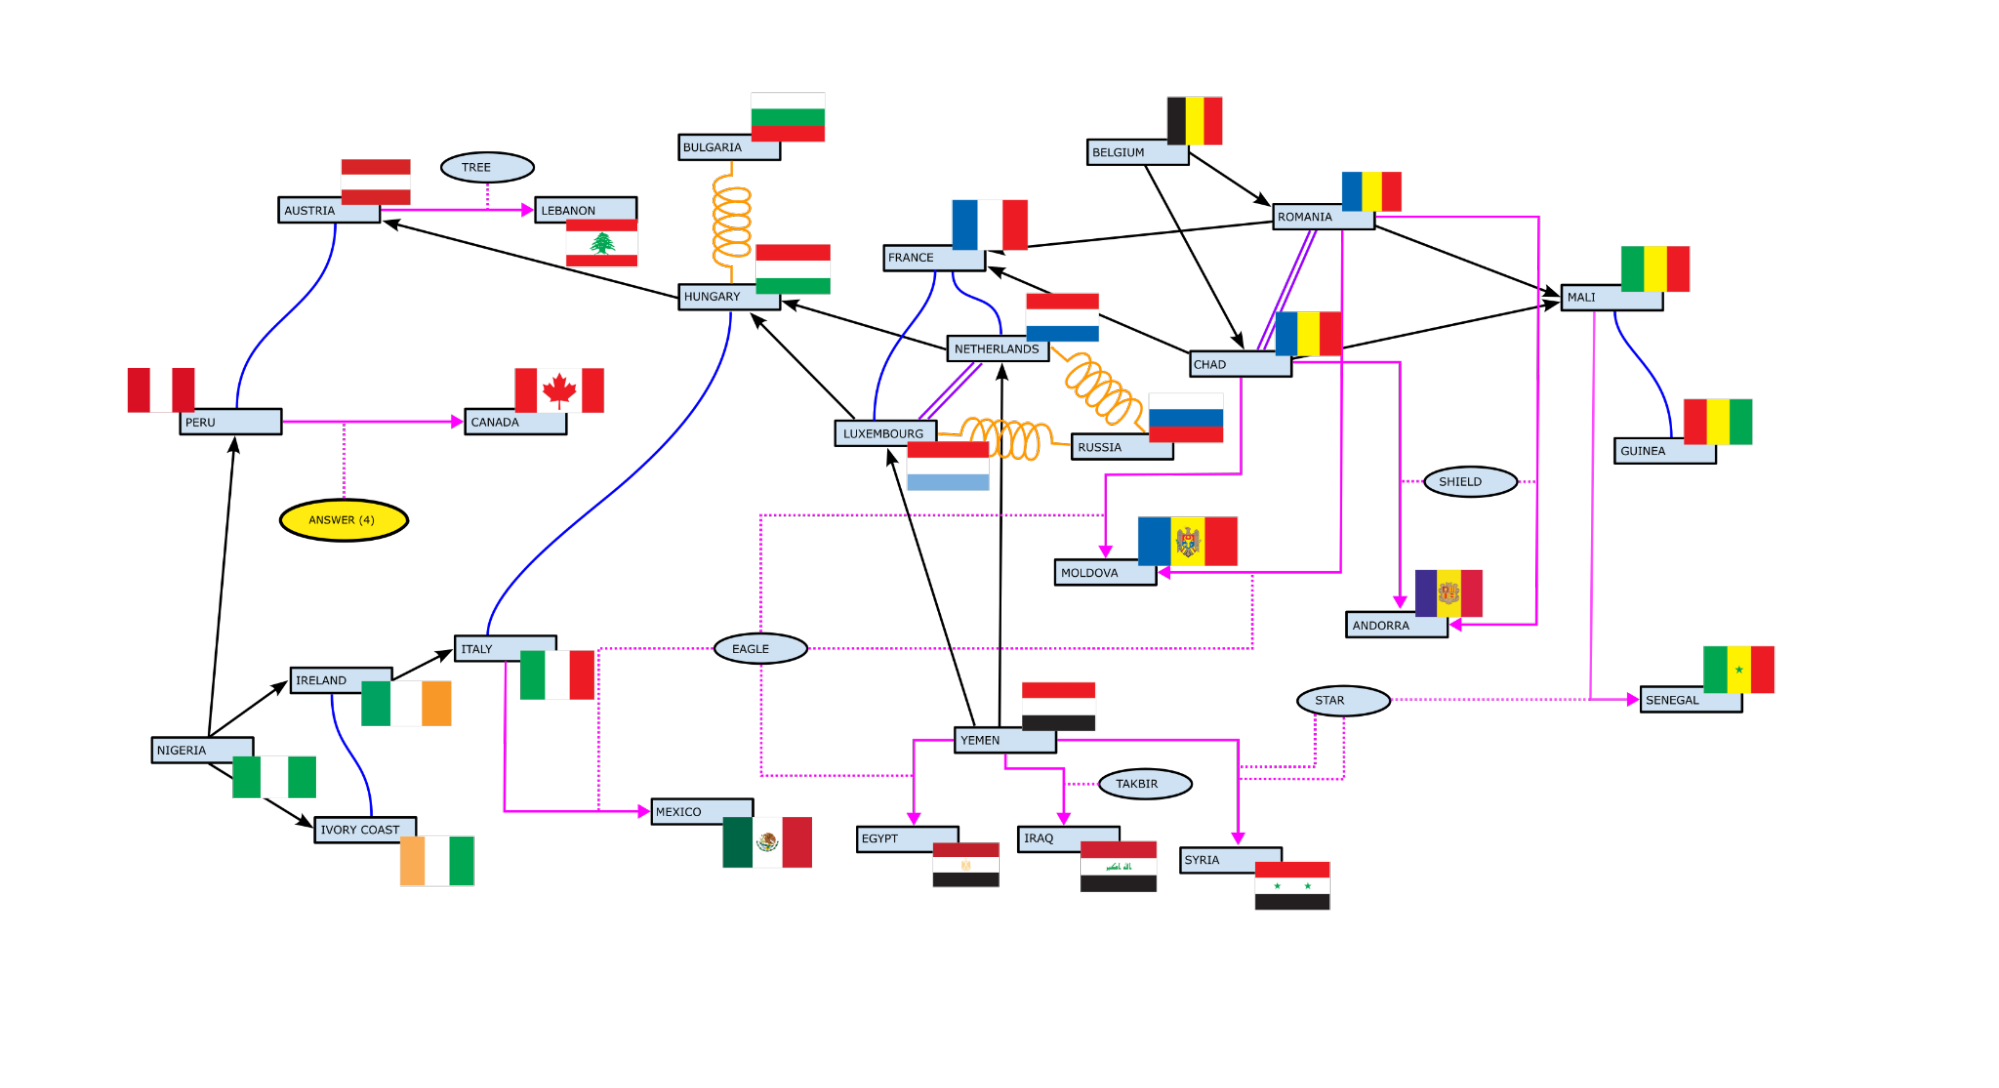 BULGARIA
BELGIUM
TREE
AUSTRIA
LEBANON
ROMANIA
FRANCE
HUNGARY
MALI
NETHERLANDS
CHAD
PERU
CANADA
LUXEMBOURG
RUSSIA
GUINEA
SHIELD
ANSWER (4)
MOLDOVA
ANDORRA
ITALY
EAGLE
IRELAND
STAR
SENEGAL
NIGERIA
YEMEN
TAKBIR
MEXICO
IVORY COAST
EGYPT
IRAQ
SYRIA